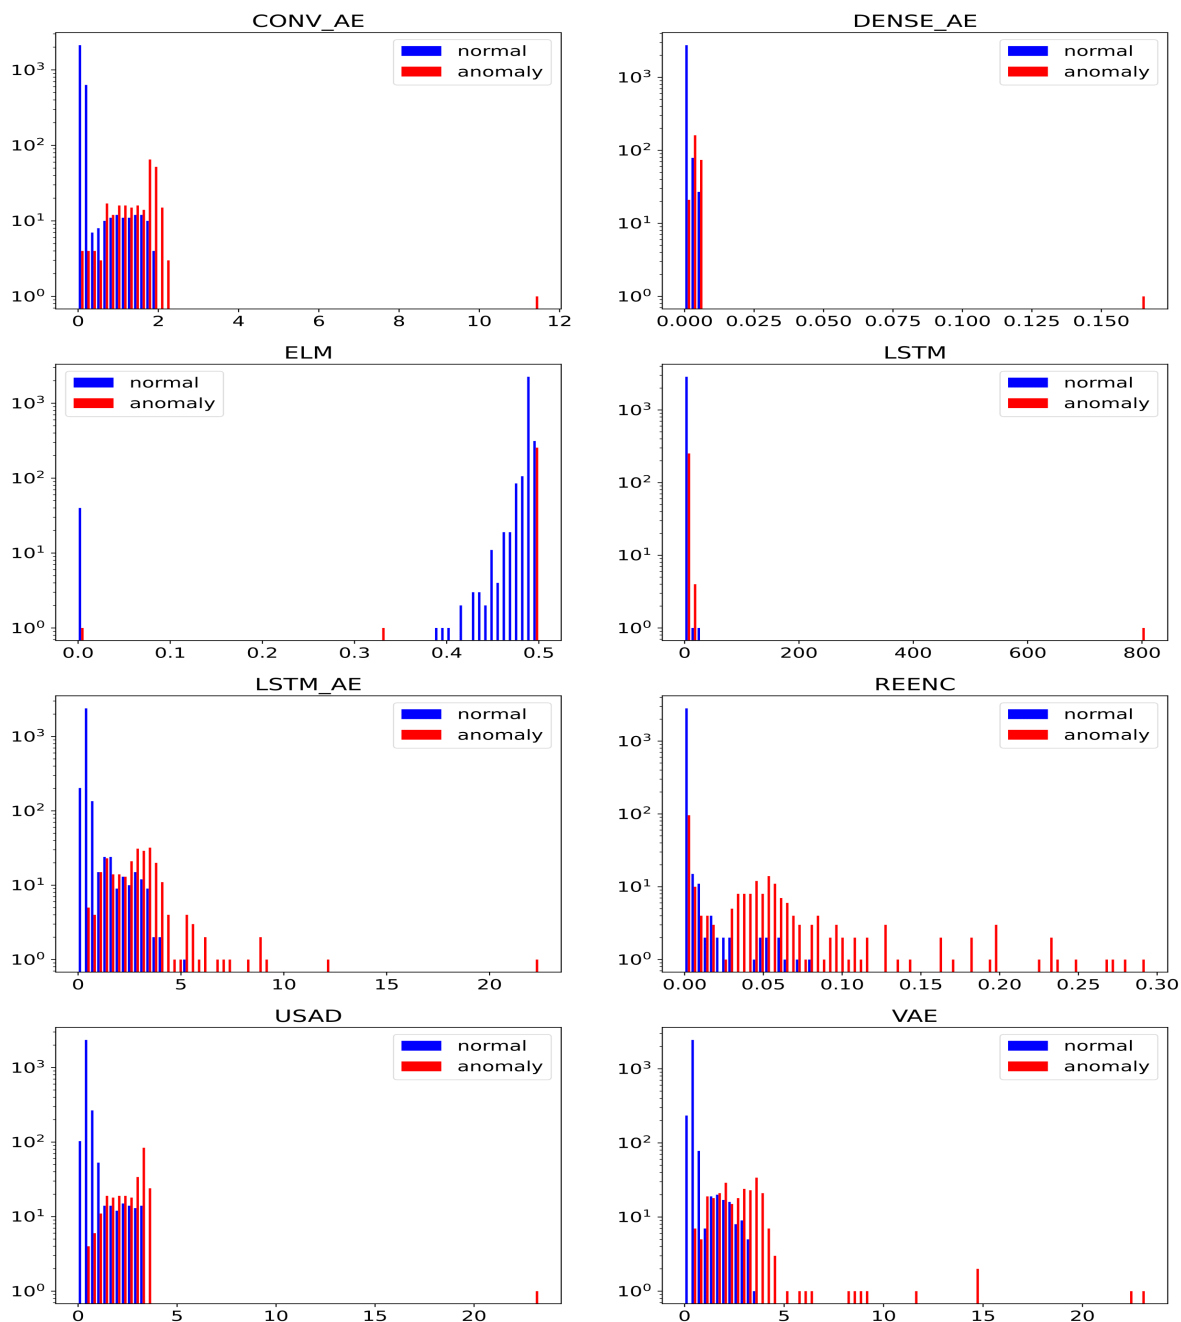 CONV_AE
normal
anomaly
10³
10²
10¹
10⁰
0 2 4 6 8 10 12
DENSE_AE
normal
anomaly
10³
10²
10¹
10⁰
0.000 0.025 0.050 0.075 0.100 0.125 0.150
ELM
normal
anomaly
10³
10²
10¹
10⁰
0.0 0.1 0.2 0.3 0.4 0.5
LSTM
normal
anomaly
10³
10²
10¹
10⁰
0 200 400 600 800
LSTM_AE
normal
anomaly
10³
10²
10¹
10⁰
0 5 10 15 20
REENC
normal
anomaly
10³
10²
10¹
10⁰
0.00 0.05 0.10 0.15 0.20 0.25 0.30
USAD
normal
anomaly
10³
10²
10¹
10⁰
0 5 10 15 20
VAE
normal
anomaly
10³
10²
10¹
10⁰
0 5 10 15 20